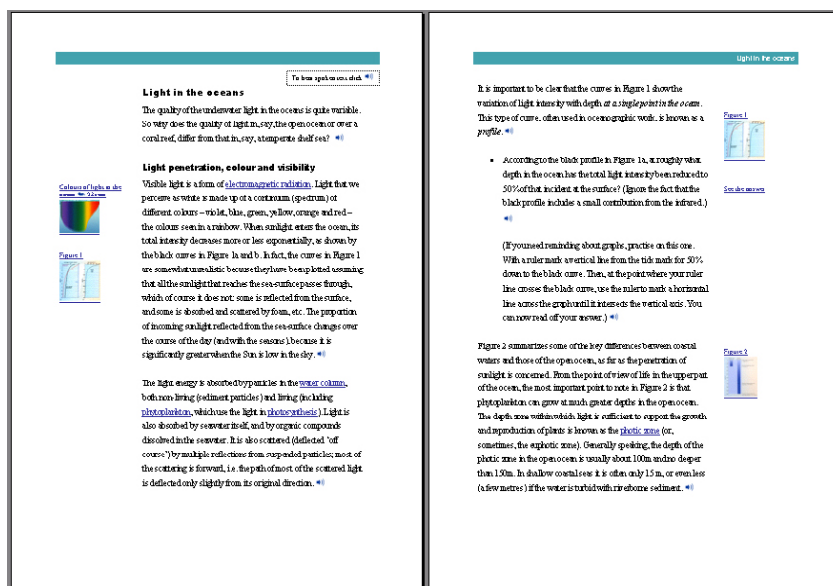 To hear spoken text click
Light in the oceans
The quality of the underwater light in the oceans is quite variable.
So why does the quality of light in, say, the open ocean or over a
coral reef, differ from that in, say, a temperate shelf sea?
Light penetration, colour and visibility
Visible light is a form of electromagnetic radiation. Light that we
perceive as white is made up of a continuum (spectrum) of
different colours – violet, blue, green, yellow, orange and red –
the colours seen in a rainbow. When sunlight enters the ocean, its
total intensity decreases more or less exponentially, as shown by
the black curves in Figure 1a and b. In fact, the curves in Figure 1
are somewhat unrealistic because they have been plotted assuming
that all the sunlight that reaches the sea-surface passes through,
which of course it does not: some is reflected from the surface,
and some is absorbed and scattered by foam, etc. The proportion
of incoming sunlight reflected from the sea-surface changes over
the course of the day (and with the seasons) because it is
significantly greater when the Sun is low in the sky.
Colours of light in the
Figure 1
The light energy is absorbed by particles in the water column,
both non-living (sediment particles) and living (including
phytoplankton, which use the light in photosynthesis). Light is
also absorbed by seawater itself, and by organic compounds
dissolved in the seawater. It is also scattered (deflected 'off
course') by multiple reflections from suspended particles; most of
the scattering is forward, i.e. the path of most of the scattered light
is deflected only slightly from its original direction.
Light in the oceans
It is important to be clear that the curves in Figure 1 show the
variation of light intensity with depth at a single point in the ocean.
This type of curve, often used in oceanographic work, is known as a
profile.
Figure 1
• According to the black profile in Figure 1a, at roughly what
depth in the ocean has the total light intensity been reduced to
50% of that incident at the surface? (Ignore the fact that the
black profile includes a small contribution from the infrared.)
See the answer
(If you need reminding about graphs, practise on this one.
With a ruler mark a vertical line from the tick mark for 50%
down to the black curve. Then, at the point where your ruler
line crosses the black curve, use the ruler to mark a horizontal
line across the graph until it intersects the vertical axis. You
can now read off your answer.)
Figure 2 summarizes some of the key differences between coastal
waters and those of the open ocean, as far as the penetration of
sunlight is concerned. From the point of view of life in the upper part
of the ocean, the most important point to note in Figure 2 is that
phytoplankton can grow at much greater depths in the open ocean.
The depth zone within which light is sufficient to support the growth
and reproduction of plants is known as the photic zone (or,
sometimes, the euphotic zone). Generally speaking, the depth of the
photic zone in the open ocean is usually about 100m and no deeper
than 150m. In shallow coastal seas it is often only 15 m, or even less
(a few metres) if the water is turbid with riverborne sediment.
Figure 2